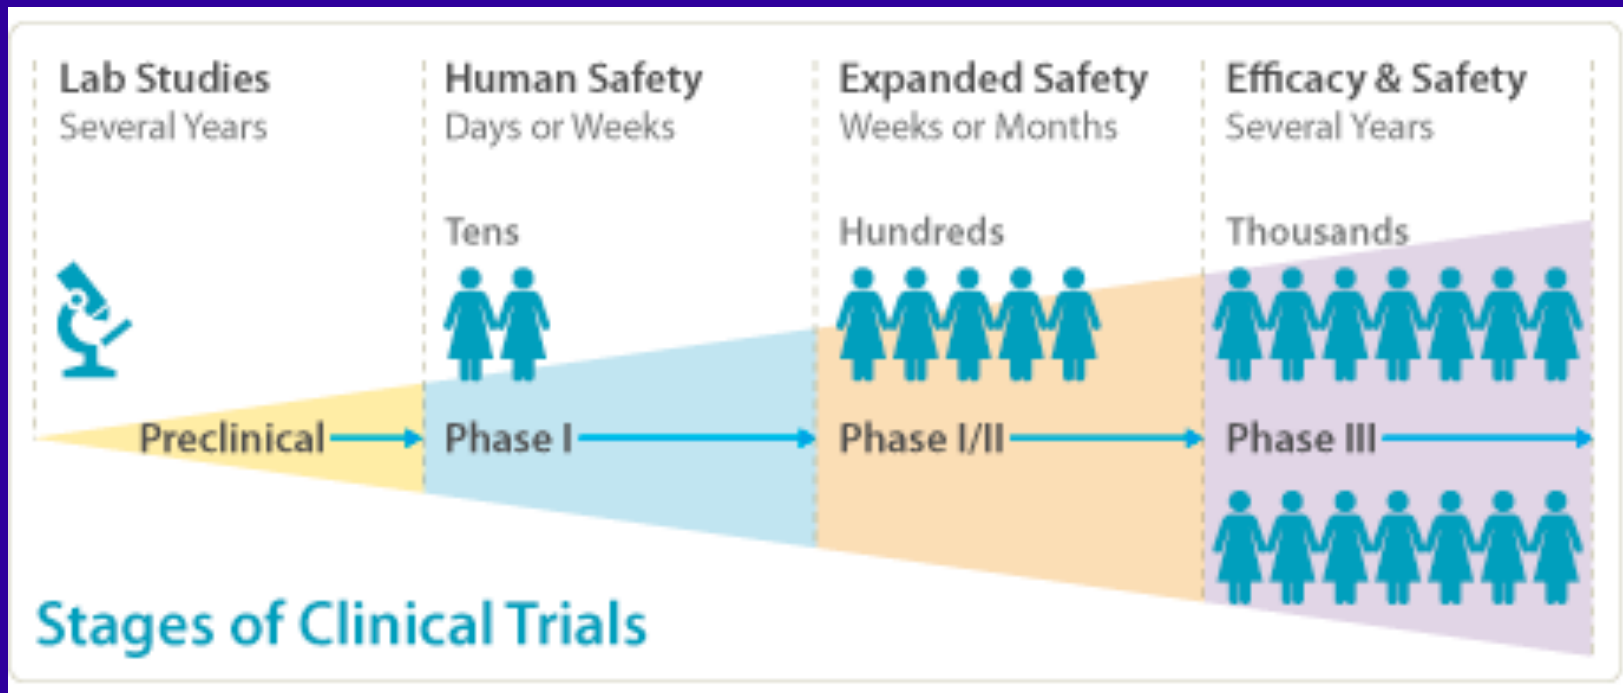 Lab Studies
Several Years
Human Safety
Days or Weeks
Expanded Safety
Weeks or Months
Efficacy & Safety
Several Years
Tens
Hundreds
Thousands
Preclinical
Phase I
Phase I/II
Phase III
Stages of Clinical Trials